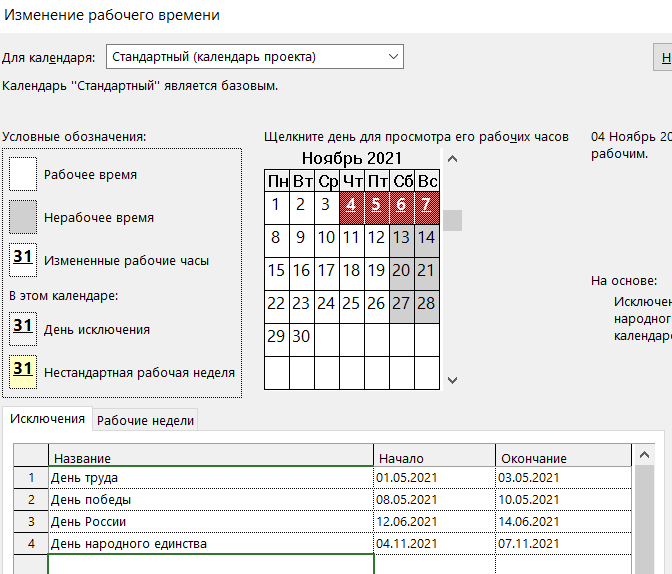 Изменение рабочего времени
Для календаря: Стандартный (календарь проекта)
Календарь "Стандартный" является базовым.
Условные обозначения:
Рабочее время
Нерабочее время
31 Измененные рабочие часы
В этом календаре:
31 День исключения
31 Нестандартная рабочая неделя
Щелкните день для просмотра его рабочих часов
Ноябрь 2021
Пн Вт Ср Чт Пт Сб Вс
1 2 3 4 5 6 7
8 9 10 11 12 13 14
15 16 17 18 19 20 21
22 23 24 25 26 27 28
29 30
04 Ноябрь 20
рабочим.
На основе:
Исключен
народног
календаре
Исключения Рабочие недели
Название Начало Окончание
1 День труда 01.05.2021 03.05.2021
2 День победы 08.05.2021 10.05.2021
3 День России 12.06.2021 14.06.2021
4 День народного единства 04.11.2021 07.11.2021